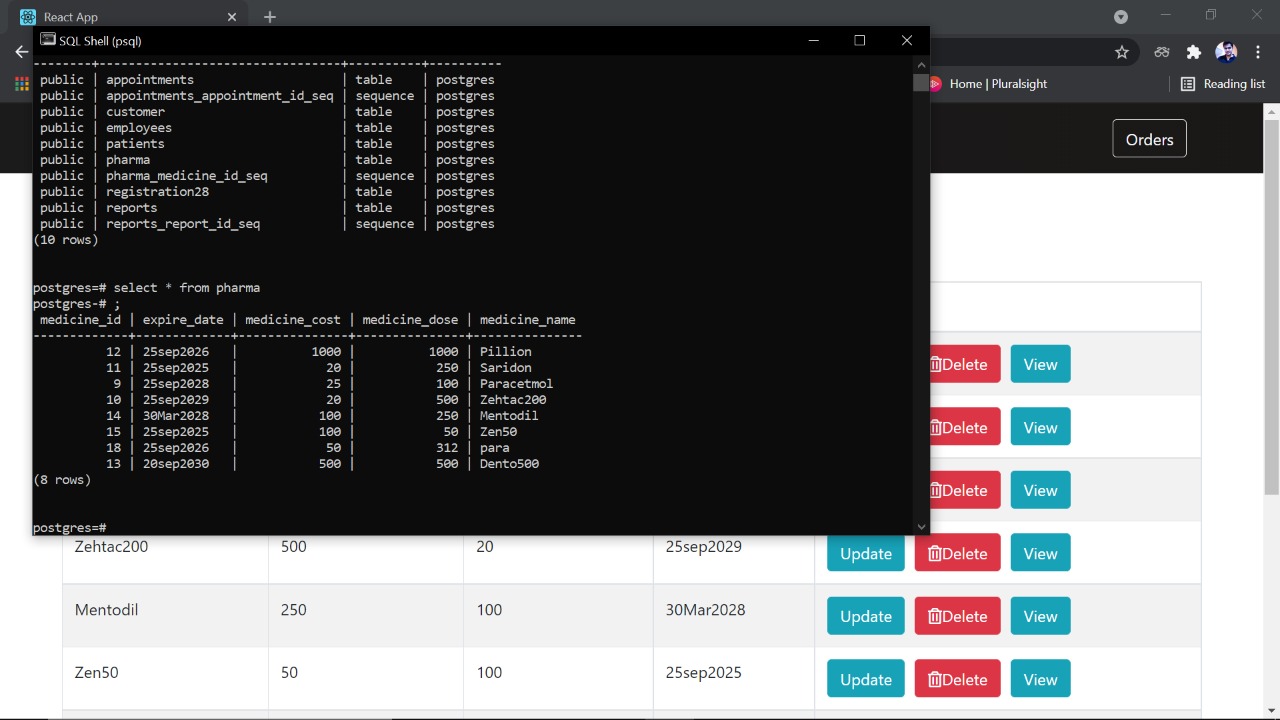 React App
SQL Shell (psql)
public | appointments | table | postgres
public | appointments_appointment_id_seq | sequence | postgres
public | customer | table | postgres
public | employees | table | postgres
public | patients | table | postgres
public | pharma | table | postgres
public | pharma_medicine_id_seq | sequence | postgres
public | registration28 | table | postgres
public | reports | table | postgres
public | reports_report_id_seq | sequence | postgres
(10 rows)
postgres=# select * from pharma
postgres-# ;
medicine_id | expire_date | medicine_cost | medicine_dose | medicine_name
12 | 25sep2026 | 1000 | 1000 | Pillion
11 | 25sep2025 | 20 | 250 | Saridon
9 | 25sep2028 | 25 | 100 | Paracetmol
10 | 25sep2029 | 20 | 500 | Zehtac200
14 | 30Mar2028 | 100 | 250 | Mentodil
15 | 25sep2025 | 100 | 50 | Zen50
18 | 25sep2026 | 50 | 312 | para
13 | 20sep2030 | 500 | 500 | Dento500
(8 rows)
postgres=#
Home | Pluralsight
Reading list
Orders
Delete View
Delete View
Delete View
Zehtac200 500 20 25sep2029 Update Delete View
Mentodil 250 100 30Mar2028 Update Delete View
Zen50 50 100 25sep2025 Update Delete View